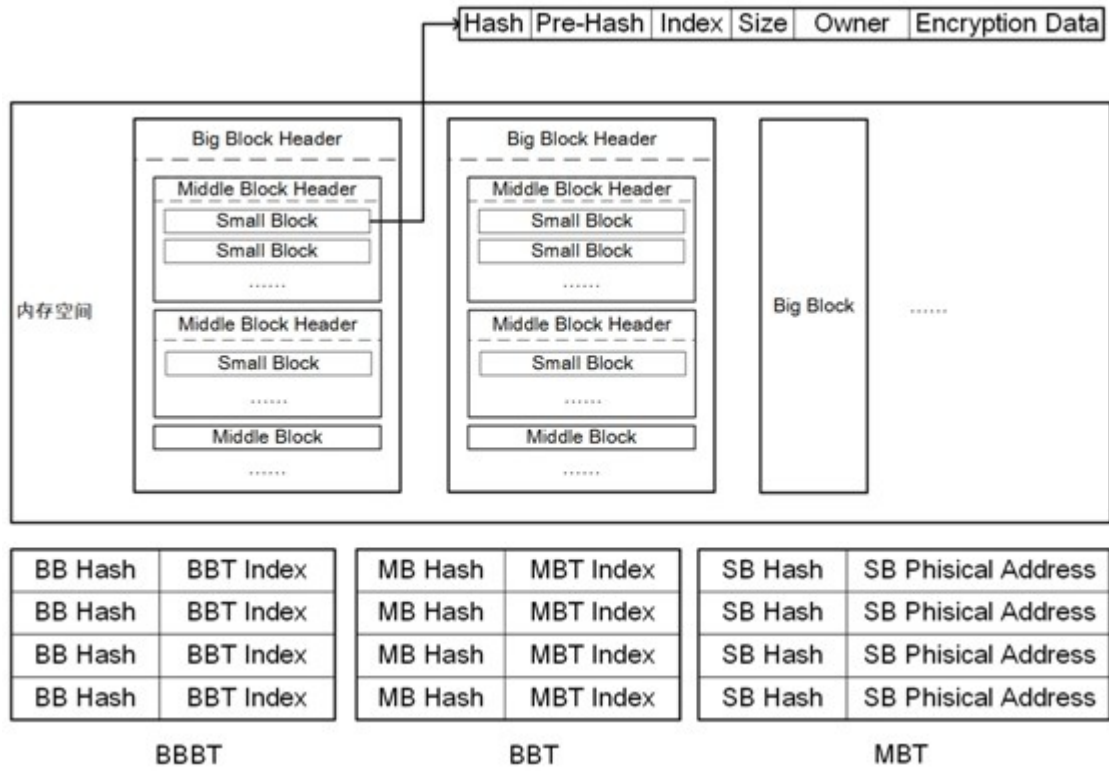 Hash Pre-Hash Index Size Owner Encryption Data
Big Block Header
Middle Block Header
Small Block
Small Block
......
Middle Block Header
Small Block
......
Middle Block
......
Big Block Header
Middle Block Header
Small Block
Small Block
......
Middle Block Header
Small Block
......
Middle Block
......
Big Block
......
内存空间
BB Hash BBT Index
BB Hash BBT Index
BB Hash BBT Index
BB Hash BBT Index
BBBT
MB Hash MBT Index
MB Hash MBT Index
MB Hash MBT Index
MB Hash MBT Index
BBT
SB Hash SB Phisical Address
SB Hash SB Phisical Address
SB Hash SB Phisical Address
SB Hash SB Phisical Address
MBT